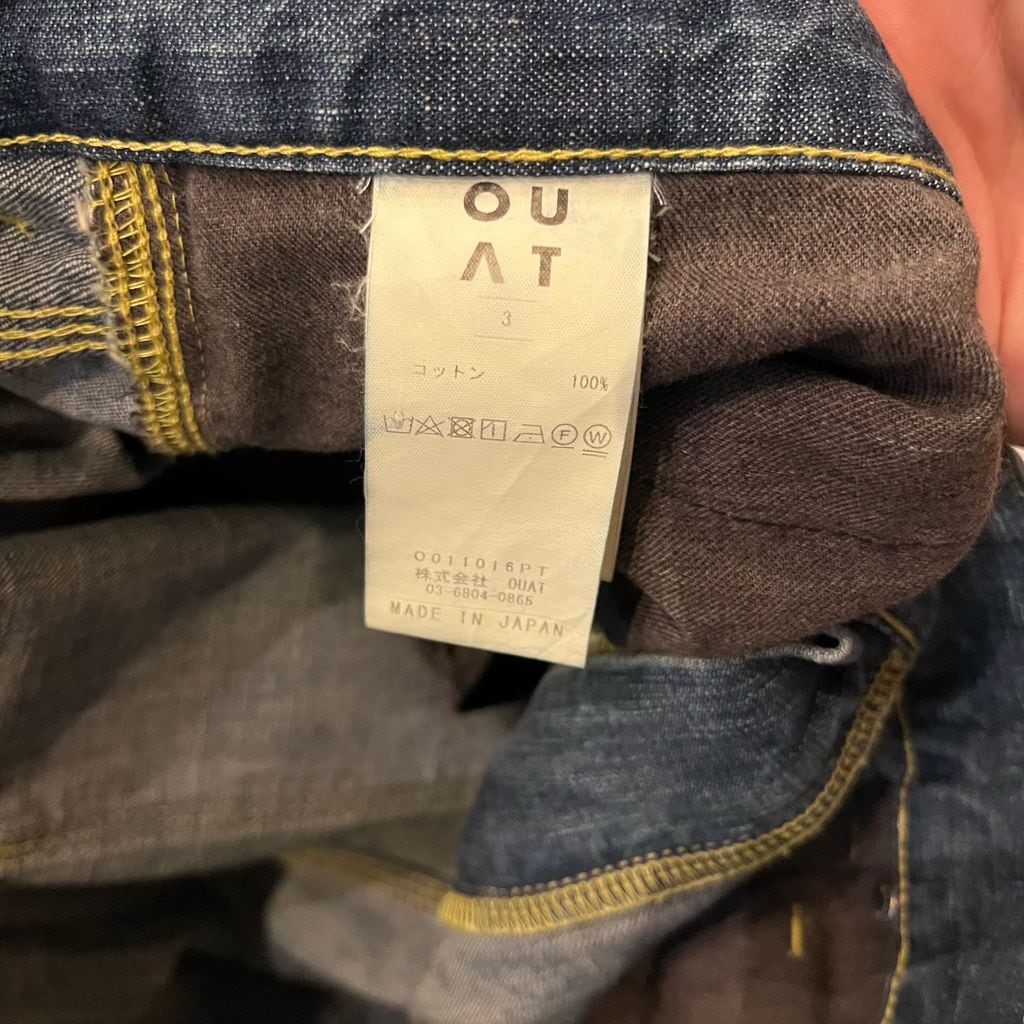 OU
ΛT
3
コットン 100%
F W
O011016PT
株式会社 OUAT
03-6804-0865
MADE IN JAPAN